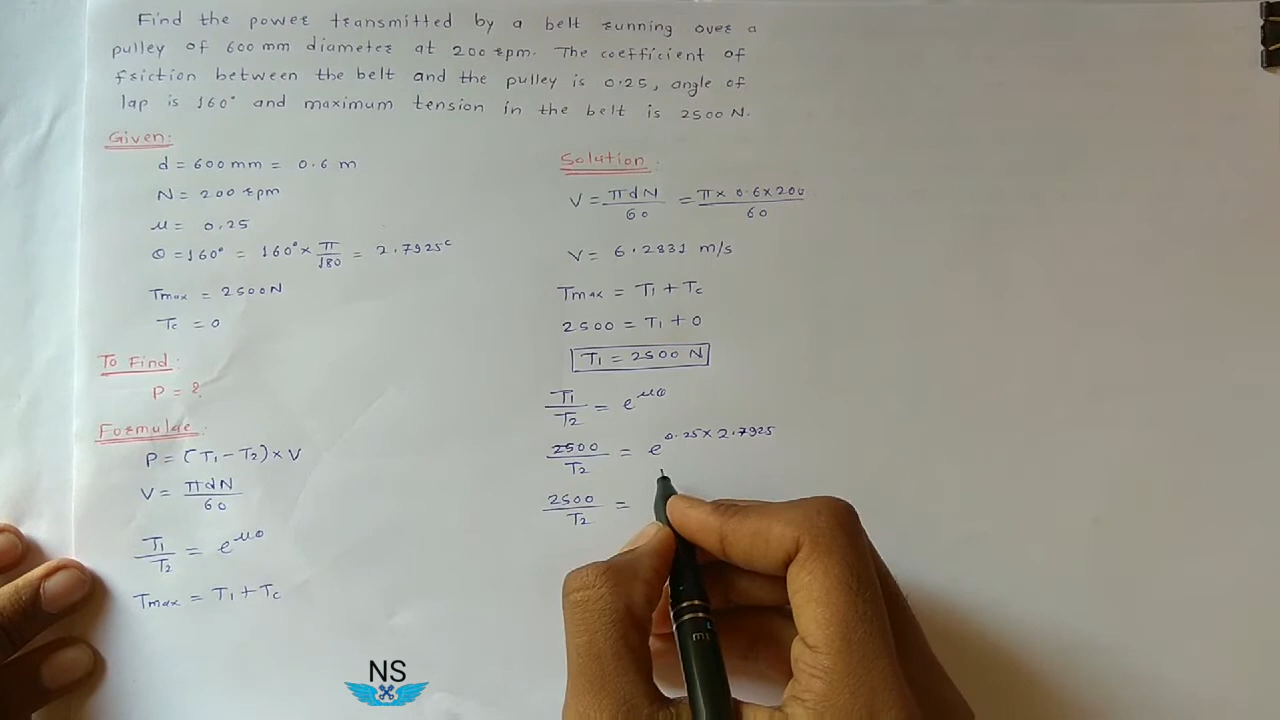 Find the power transmitted by a belt running over a
pulley of 600 mm diameter at 200 rpm. The coefficient of
friction between the belt and the pulley is 0.25, angle of
lap is 160° and maximum tension in the belt is 2500 N.
Given:
d = 600 mm = 0.6 m
N = 200 rpm
μ = 0.25
θ = 160° = 160° × π/180 = 2.7925ᶜ
Tmax = 2500N
Tc = 0
To Find:
P = ?
Formulae:
P = (T₁ - T₂) × V
V = πdN/60
T₁/T₂ = e^μθ
Tmax = T₁ + Tc
Solution:
V = πdN/60 = π × 0.6 × 200/60
V = 6.2831 m/s
Tmax = T₁ + Tc
2500 = T₁ + 0
T₁ = 2500 N
T₁/T₂ = e^μθ
2500/T₂ = e^0.25 × 2.7925
2500/T₂ =
NS